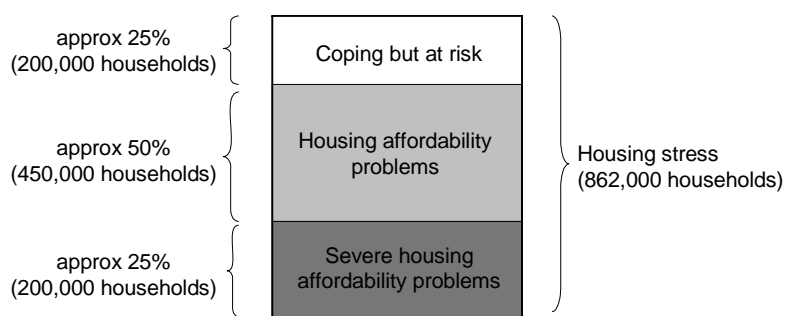 approx 25%
(200,000 households)
Coping but at risk
approx 50%
(450,000 households)
Housing affordability
problems
Housing stress
(862,000 households)
approx 25%
(200,000 households)
Severe housing
affordability problems